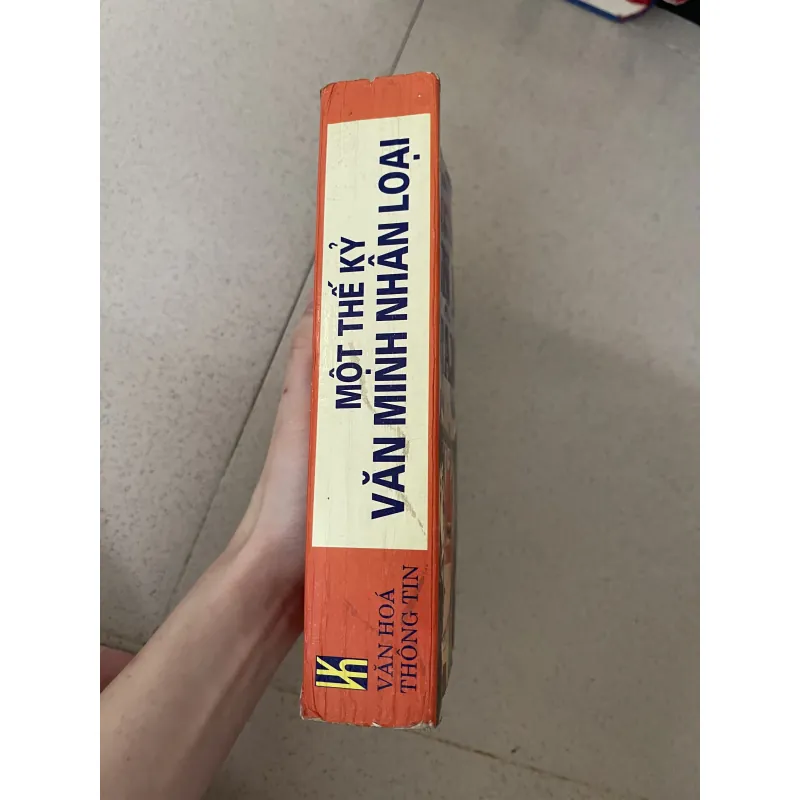 MỘT THẾ KỶ
VĂN MINH NHÂN LOẠI
VĂN HOÁ
THÔNG TIN